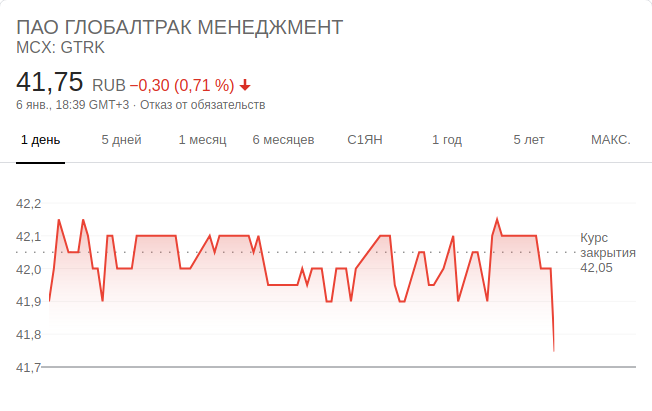 ПАО ГЛОБАЛТРАК МЕНЕДЖМЕНТ
MCX: GTRK
41,75 RUB −0,30 (0,71 %)
6 янв., 18:39 GMT+3 · Отказ от обязательств
1 день 5 дней 1 месяц 6 месяцев С1ЯН 1 год 5 лет МАКС.
42,2
42,1
42,0
41,9
41,8
41,7
Курс
закрытия
42,05